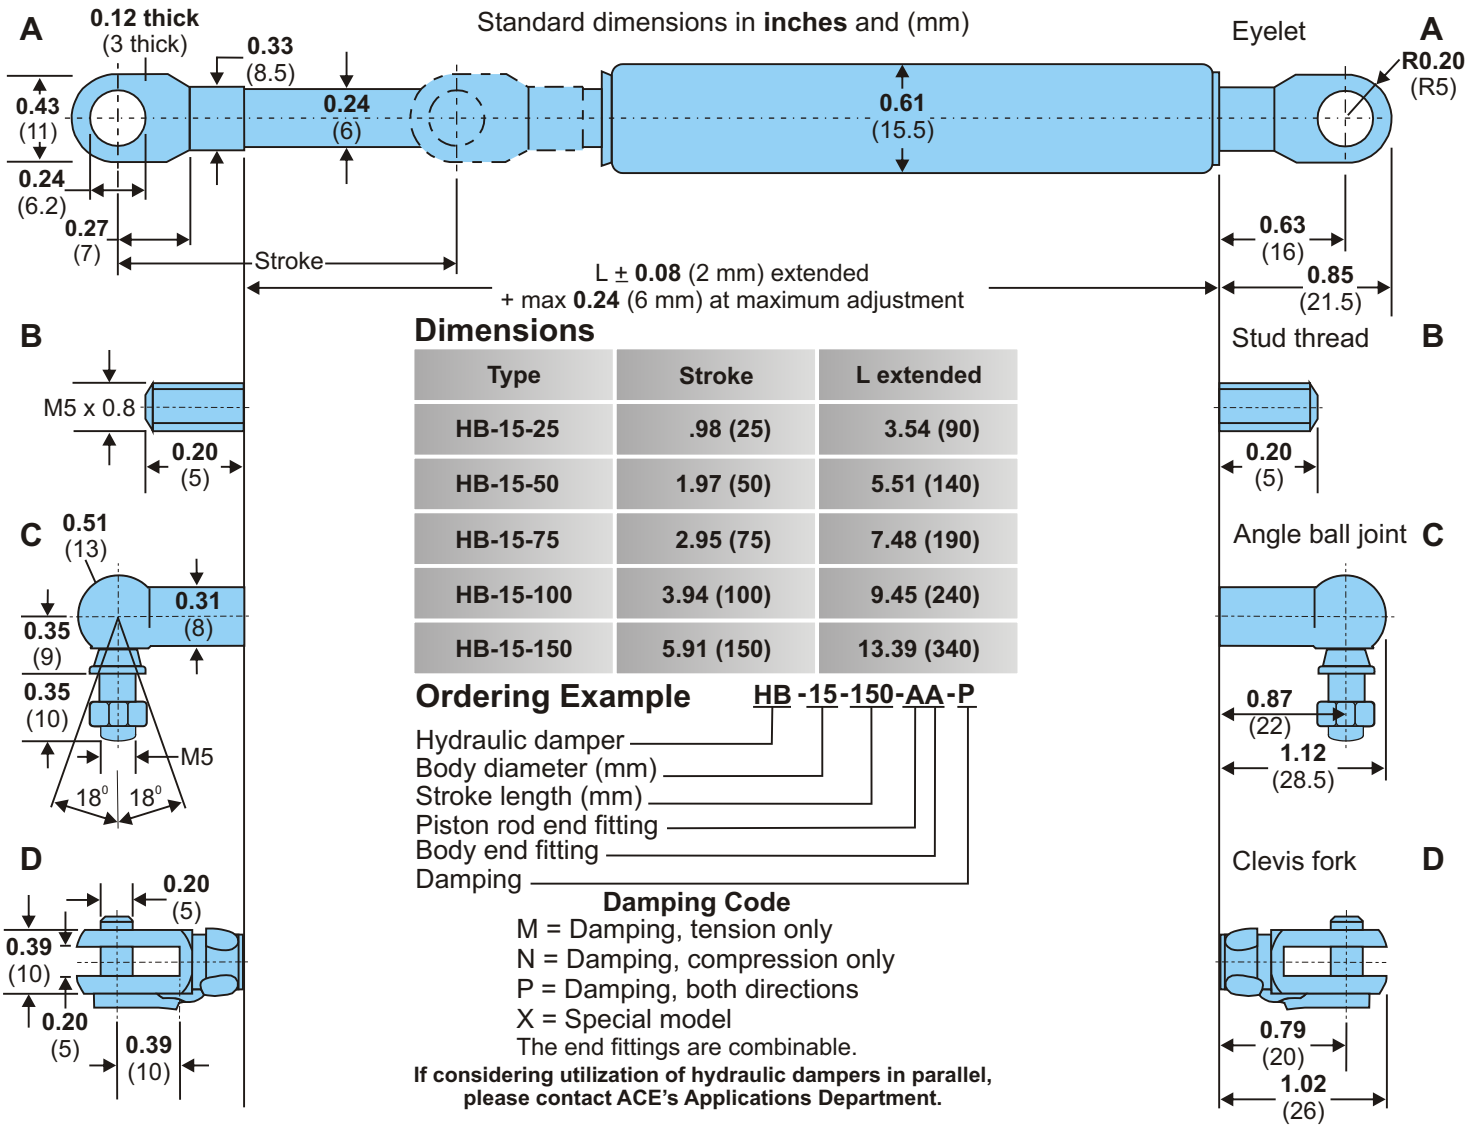 Standard dimensions in inches and (mm)
A
0.12 thick
(3 thick)
0.33
(8.5)
0.43
(11)
0.24
(6)
0.61
(15.5)
Eyelet
A
R0.20
(R5)
0.24
(6.2)
0.27
(7)
Stroke
L ± 0.08 (2 mm) extended
+ max 0.24 (6 mm) at maximum adjustment
0.63
(16)
0.85
(21.5)
B
M5 x 0.8
0.20
(5)
Stud thread
B
0.20
(5)
Dimensions
Type Stroke L extended
HB-15-25 .98 (25) 3.54 (90)
HB-15-50 1.97 (50) 5.51 (140)
HB-15-75 2.95 (75) 7.48 (190)
HB-15-100 3.94 (100) 9.45 (240)
HB-15-150 5.91 (150) 13.39 (340)
C
0.51
(13)
0.31
(8)
0.35
(9)
0.35
(10)
M5
18⁰ 18⁰
Angle ball joint C
0.87
(22)
1.12
(28.5)
Ordering Example HB -15-150-AA-P
Hydraulic damper
Body diameter (mm)
Stroke length (mm)
Piston rod end fitting
Body end fitting
Damping
Damping Code
M = Damping, tension only
N = Damping, compression only
P = Damping, both directions
X = Special model
The end fittings are combinable.
If considering utilization of hydraulic dampers in parallel,
please contact ACE's Applications Department.
D
0.20
(5)
0.39
(10)
0.20
(5)
0.39
(10)
Clevis fork D
0.79
(20)
1.02
(26)